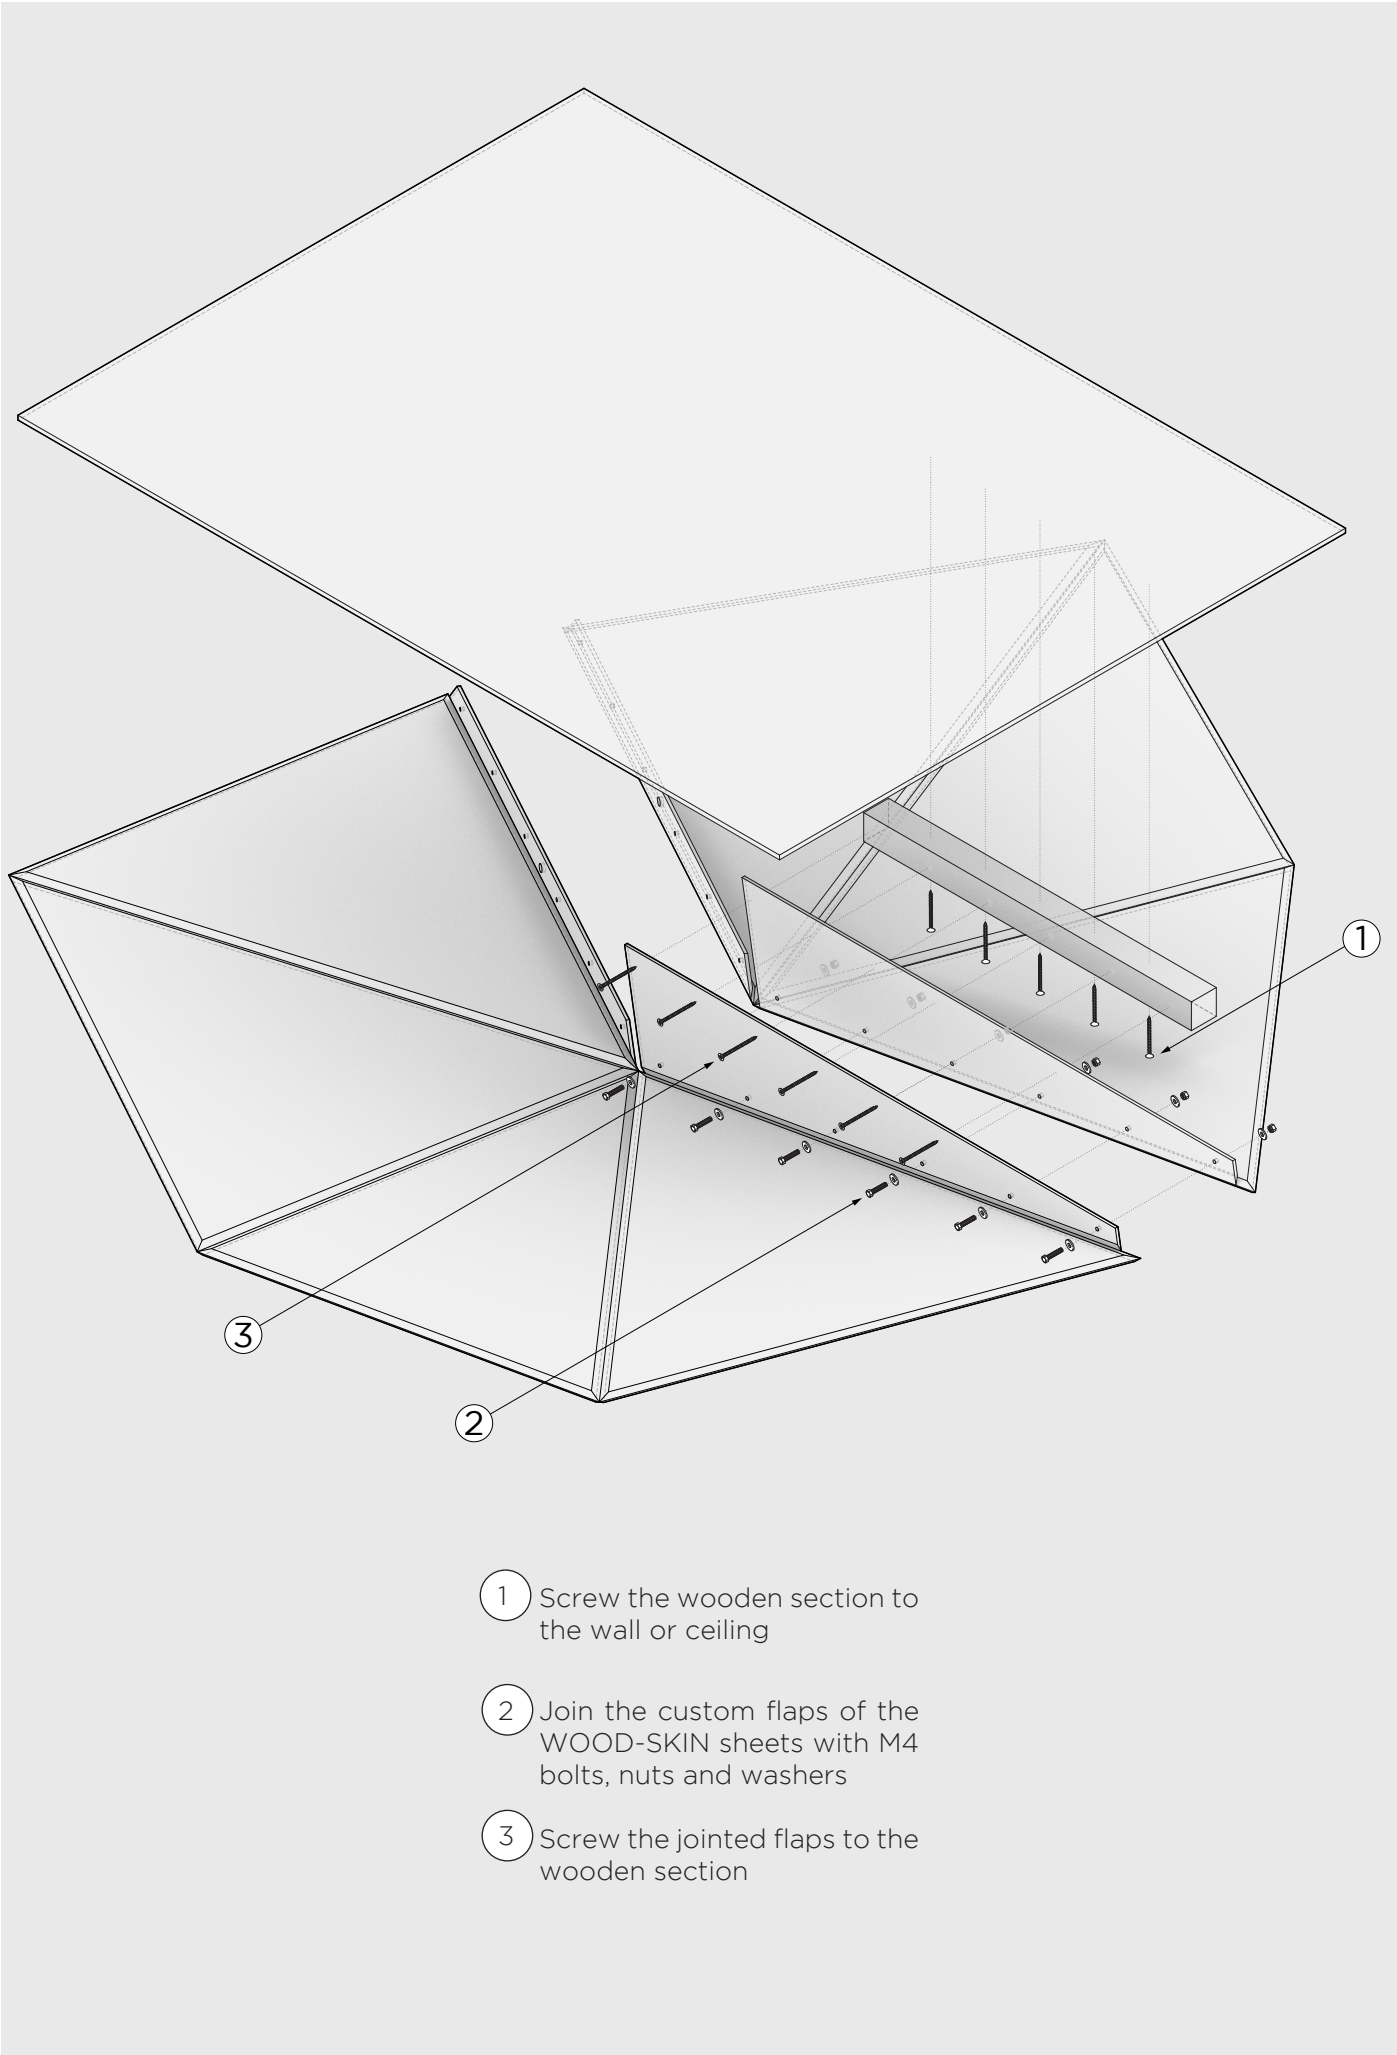 1
3
2
1 Screw the wooden section to
the wall or ceiling
2 Join the custom flaps of the
WOOD-SKIN sheets with M4
bolts, nuts and washers
3 Screw the jointed flaps to the
wooden section